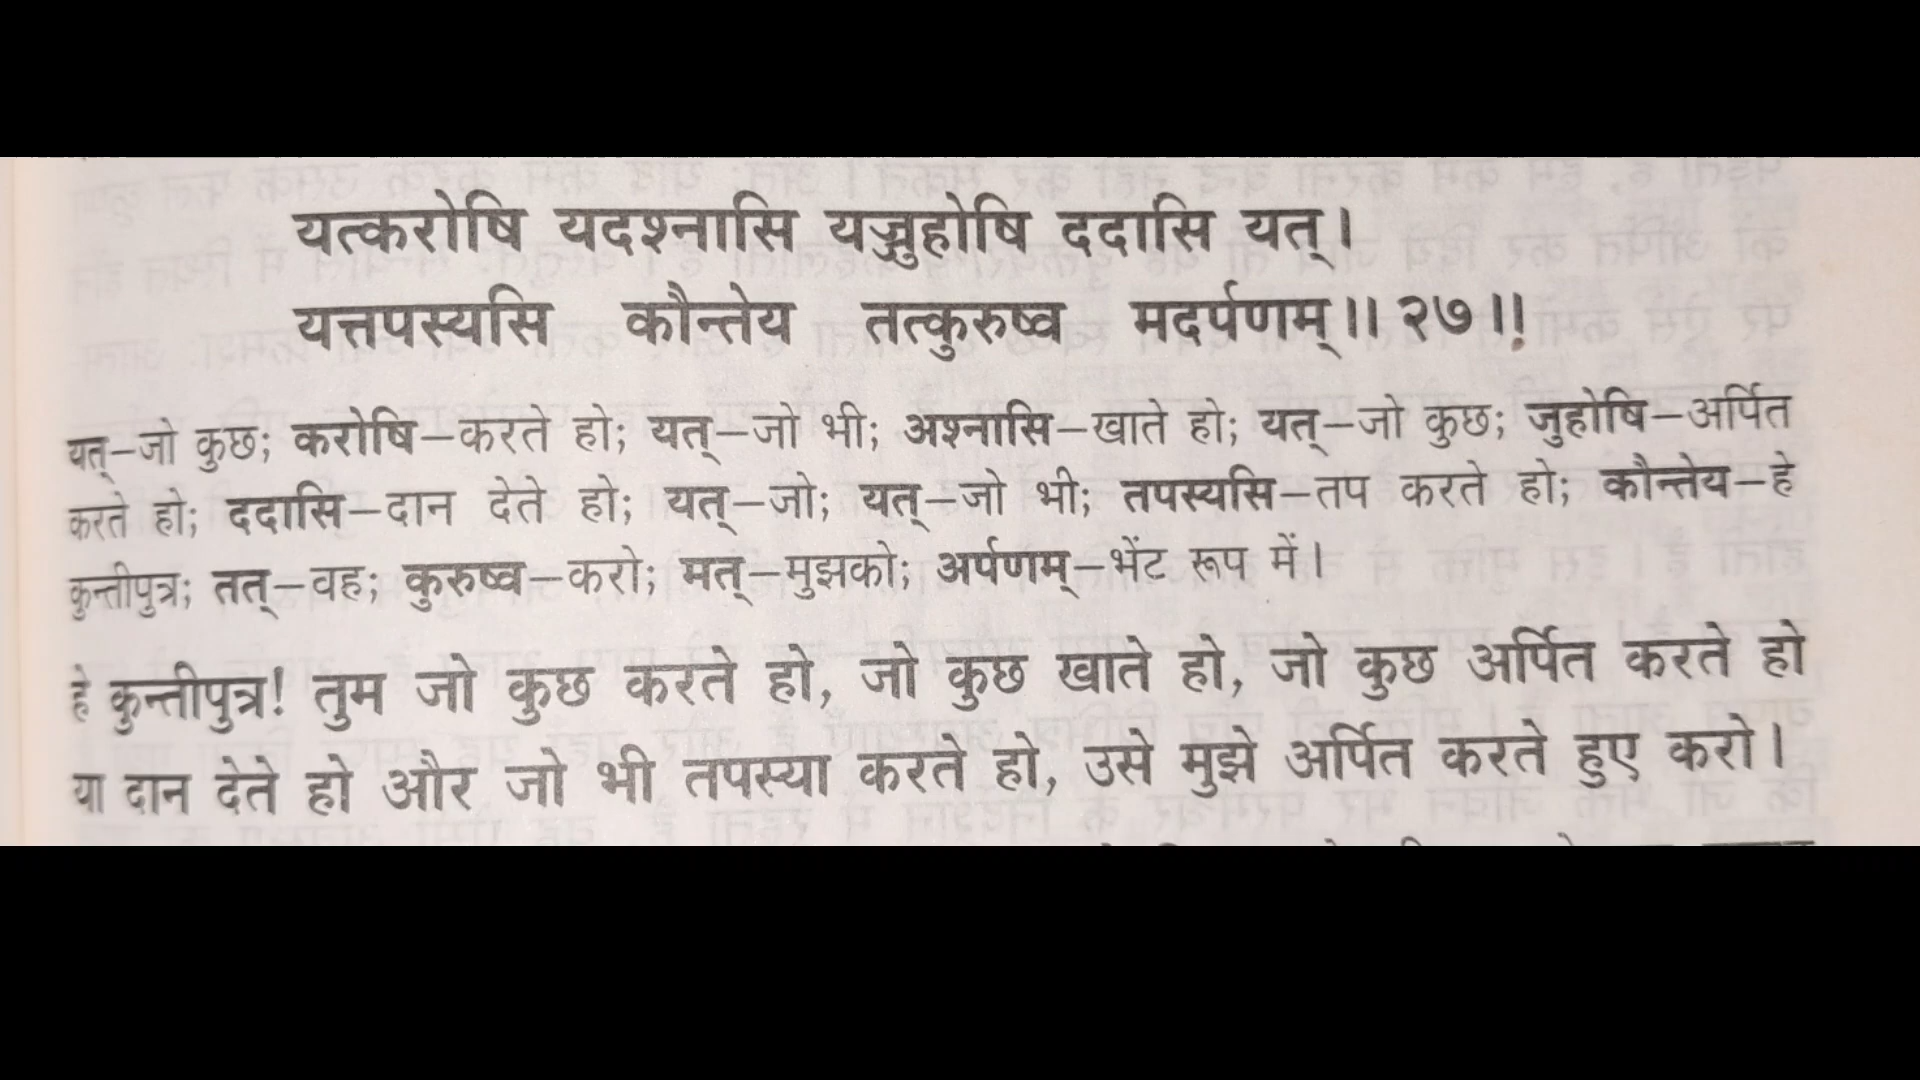 यत्करोषि यदश्नासि यज्जुहोषि ददासि यत्।
यत्तपस्यसि कौन्तेय तत्कुरुष्व मदर्पणम्।। २७।।
यत्–जो कुछ; करोषि–करते हो; यत्–जो भी; अश्नासि–खाते हो; यत्–जो कुछ; जुहोषि–अर्पित
करते हो; ददासि–दान देते हो; यत्–जो; यत्–जो भी; तपस्यसि–तप करते हो; कौन्तेय–हे
कुन्तीपुत्र; तत्–वह; कुरुष्व–करो; मत्–मुझको; अर्पणम्–भेंट रूप में।
हे कुन्तीपुत्र! तुम जो कुछ करते हो, जो कुछ खाते हो, जो कुछ अर्पित करते हो
या दान देते हो और जो भी तपस्या करते हो, उसे मुझे अर्पित करते हुए करो।